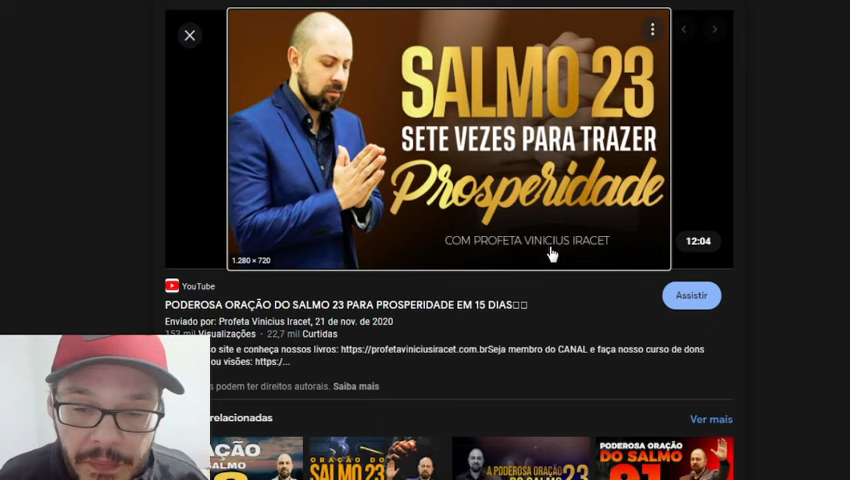 SALMO 23
SETE VEZES PARA TRAZER
Prosperidade
COM PROFETA VINICIUS IRACET
1.280 × 720
12:04
YouTube
PODEROSA ORAÇÃO DO SALMO 23 PARA PROSPERIDADE EM 15 DIAS
Assistir
Enviado por: Profeta Vinicius Iracet, 21 de nov. de 2020
153 mil Visualizações · 22,7 mil Curtidas
o site e conheça nossos livros: https://profetaviniciusiracet.com.brSeja membro do CANAL e faça nosso curso de dons
ou visões: https:/...
s podem ter direitos autorais. Saiba mais
relacionadas
Ver mais
AÇÃO
SALMO
ORAÇÃO DO
SALMO 23
A PODEROSA ORAÇÃO
DO SALMO 23
PODEROSA ORAÇÃO
DO SALMO
91